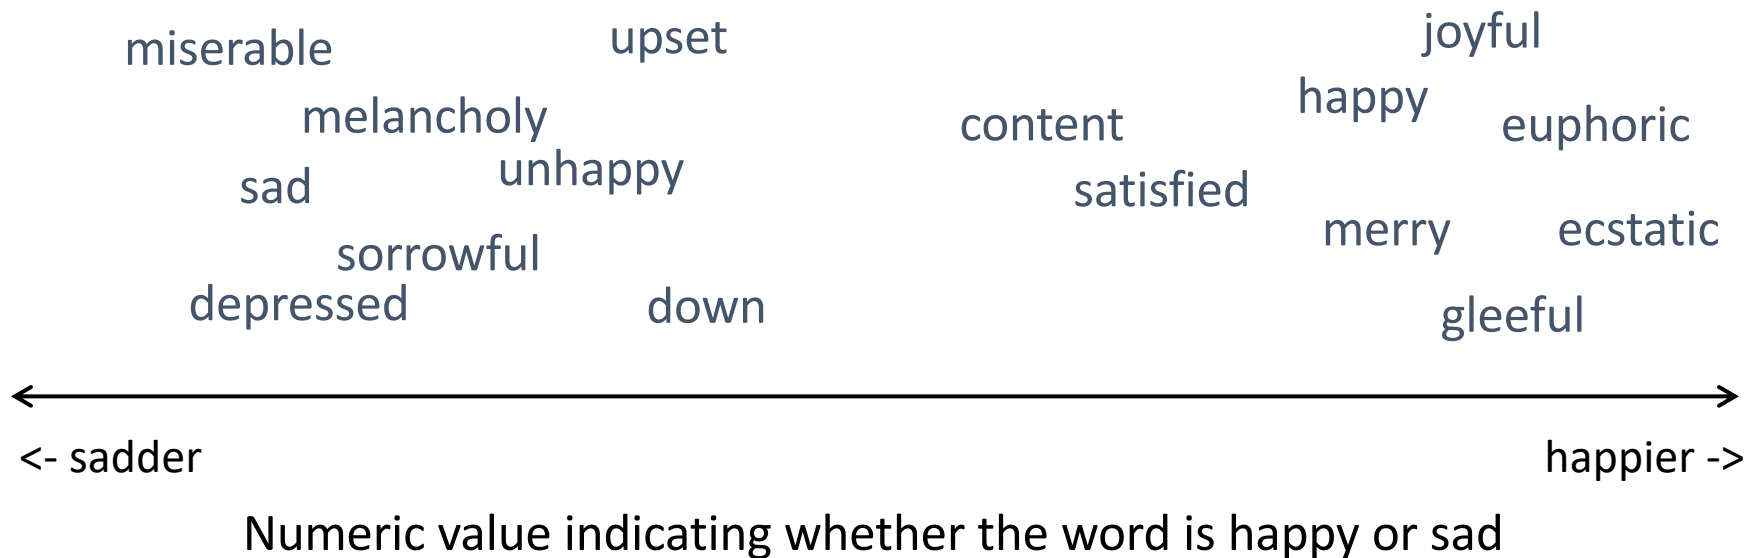 miserable
upset
joyful
melancholy
content
happy
euphoric
sad
unhappy
satisfied
merry
ecstatic
sorrowful
depressed
down
gleeful
<- sadder
happier ->
Numeric value indicating whether the word is happy or sad